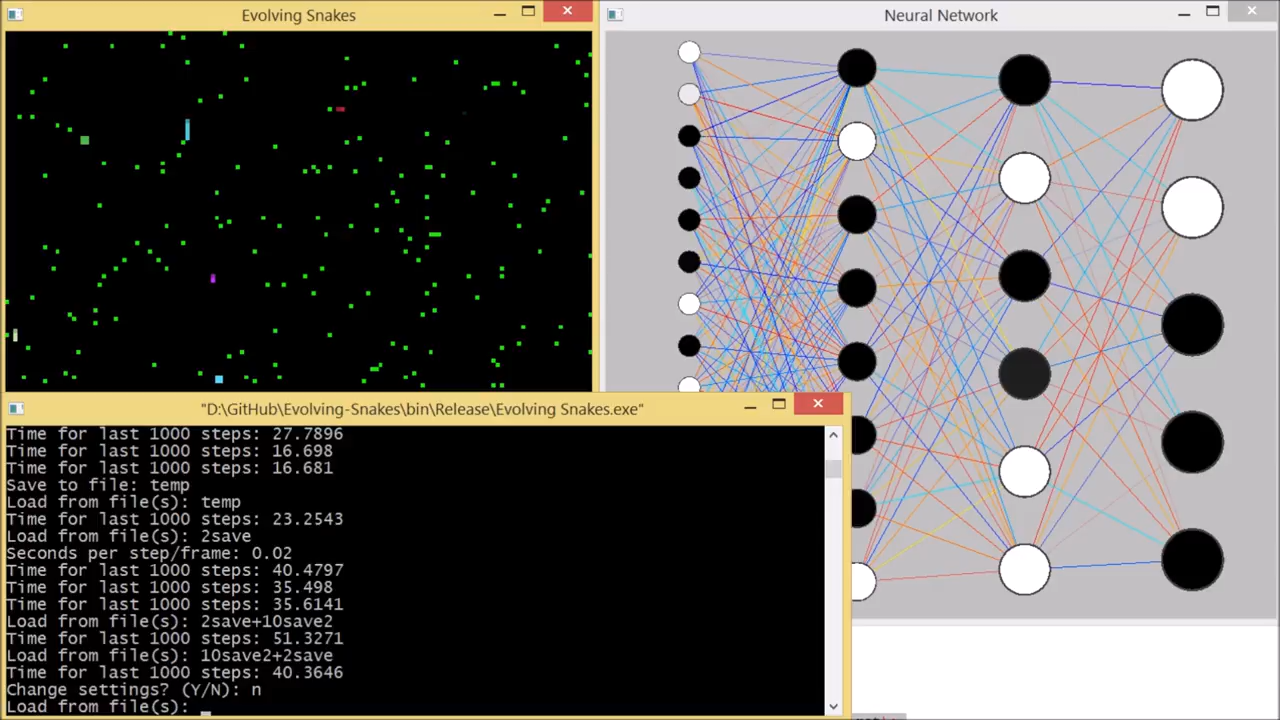 Evolving Snakes
Neural Network
"D:\GitHub\Evolving-Snakes\bin\Release\Evolving Snakes.exe"
Time for last 1000 steps: 27.7896
Time for last 1000 steps: 16.698
Time for last 1000 steps: 16.681
Save to file: temp
Load from file(s): temp
Time for last 1000 steps: 23.2543
Load from file(s): 2save
Seconds per step/frame: 0.02
Time for last 1000 steps: 40.4797
Time for last 1000 steps: 35.498
Time for last 1000 steps: 35.6141
Load from file(s): 2save+10save2
Time for last 1000 steps: 51.3271
Load from file(s): 10save2+2save
Time for last 1000 steps: 40.3646
Change settings? (Y/N): n
Load from file(s): _